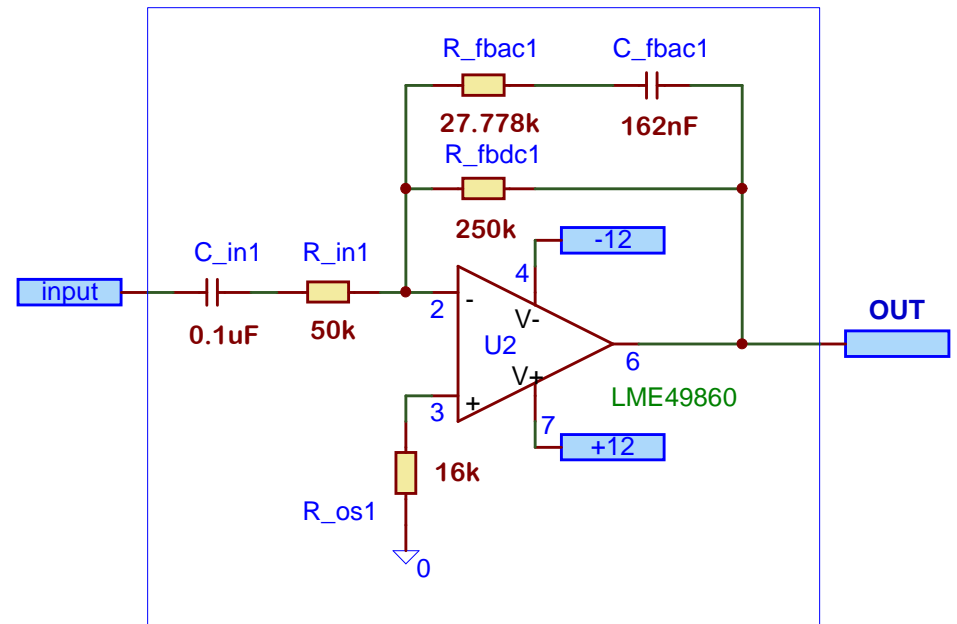 R_fbac1 C_fbac1
27.778k 162nF
R_fbdc1
250k
-12
C_in1 R_in1
4
input
2 -
V-
OUT
0.1uF 50k
U2
6
V+
LME49860
3 +
7
+12
16k
R_os1
0